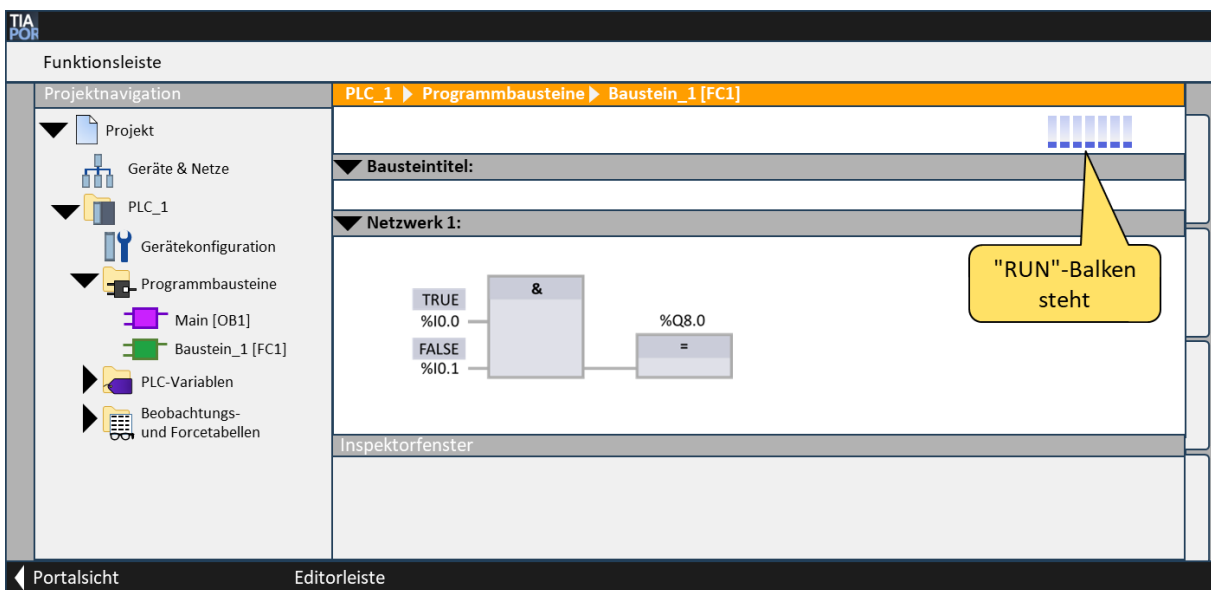 TIA
POR
Funktionsleiste
Projektnavigation
PLC_1 Programmbausteine Baustein_1 [FC1]
Projekt
Geräte & Netze
PLC_1
Gerätekonfiguration
Programmbausteine
Main [OB1]
Baustein_1 [FC1]
PLC-Variablen
Beobachtungs-
und Forcetabellen
Bausteintitel:
Netzwerk 1:
"RUN"-Balken
steht
&
TRUE
%I0.0
%Q8.0
FALSE
=
%I0.1
Inspektorfenster
Portalsicht Editorleiste